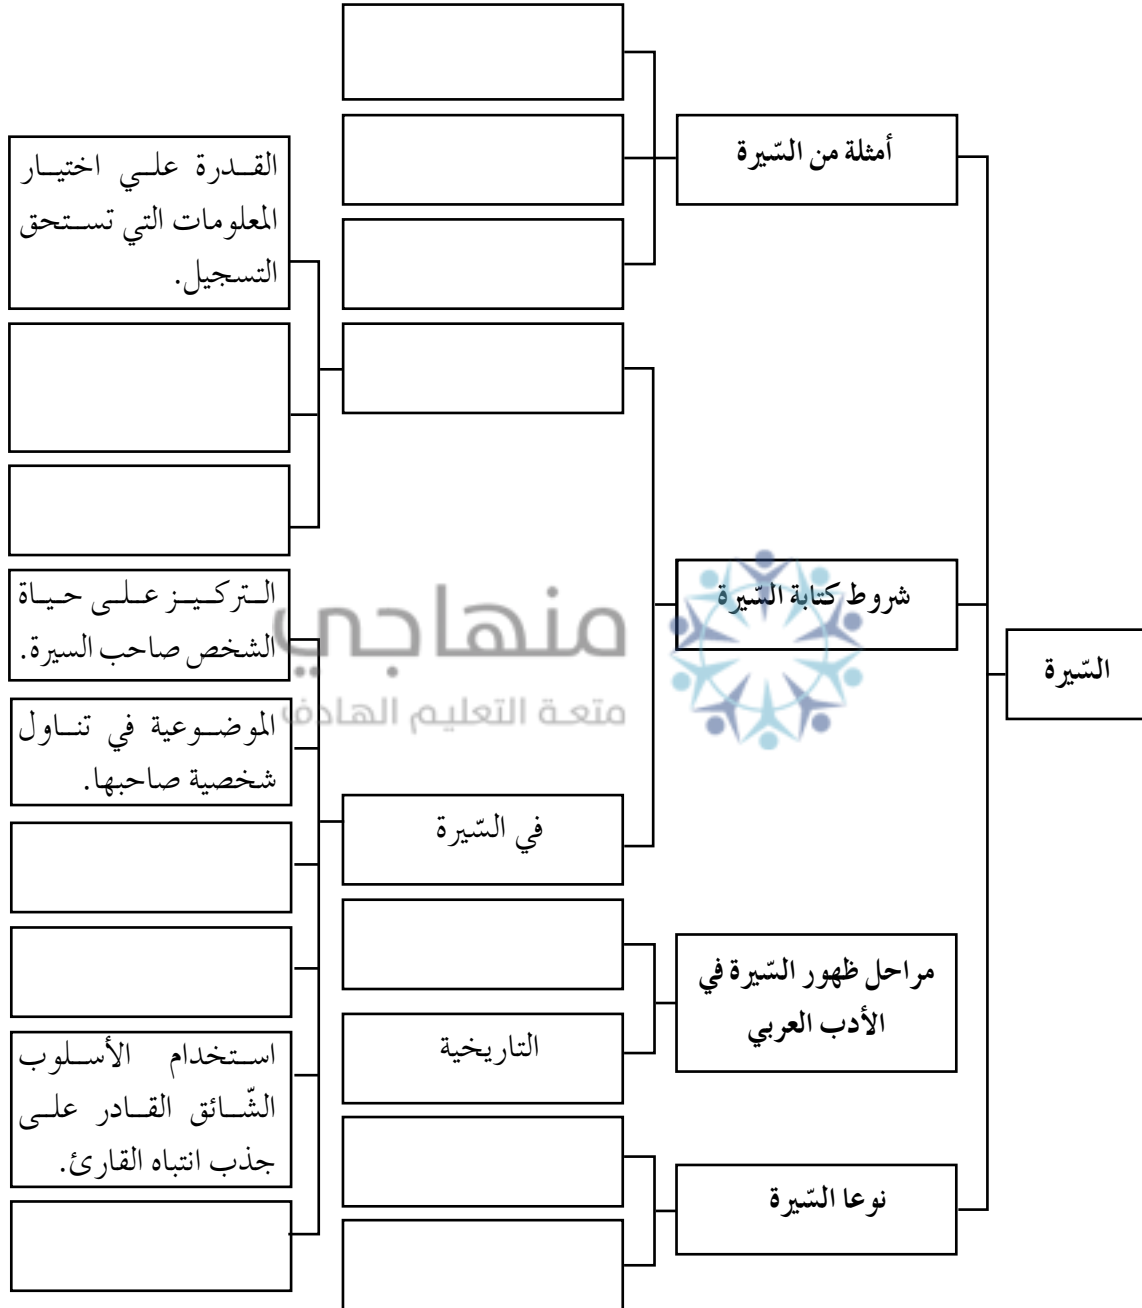 السّيرة
أمثلة من السّيرة
شروط كتابة السّيرة
القدرة علي اختيار
المعلومات التي تستحق
التسجيل.
في السّيرة
التركيز على حياة
الشخص صاحب السيرة.
الموضوعية في تناول
شخصية صاحبها.
استخدام الأسلوب
الشّائق القادر على
جذب انتباه القارئ.
مراحل ظهور السّيرة في
الأدب العربي
التاريخية
نوعا السّيرة
منهاجي
متعة التعليم الهادف